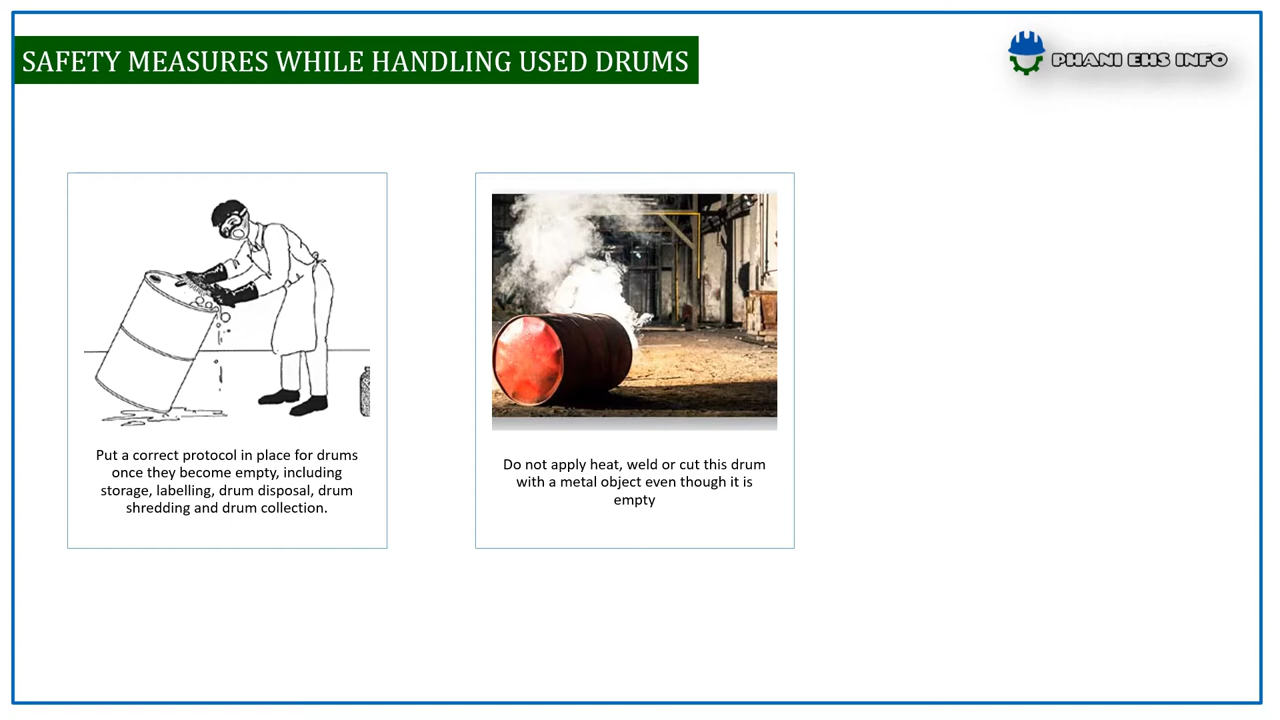 SAFETY MEASURES WHILE HANDLING USED DRUMS
PHANI EHS INFO
Put a correct protocol in place for drums
once they become empty, including
storage, labelling, drum disposal, drum
shredding and drum collection.
Do not apply heat, weld or cut this drum
with a metal object even though it is
empty